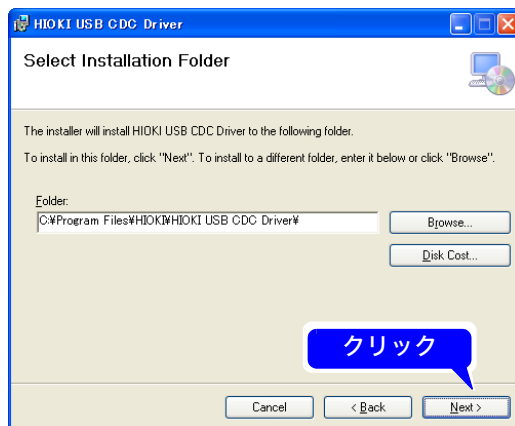 HIOKI USB CDC Driver
Select Installation Folder
The installer will install HIOKI USB CDC Driver to the following folder.
To install in this folder, click "Next". To install to a different folder, enter it below or click "Browse".
Folder:
C:¥Program Files¥HIOKI¥HIOKI USB CDC Driver¥
Browse...
Disk Cost...
クリック
Cancel
< Back
Next >